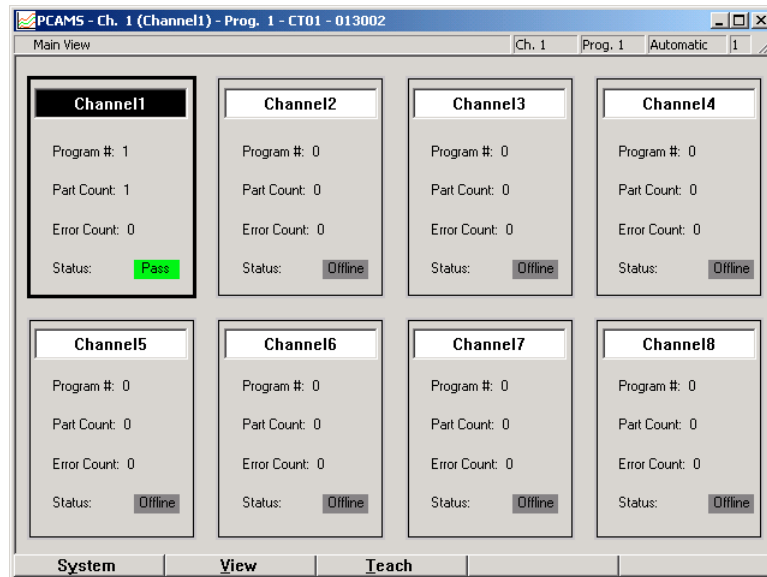 PCAMS - Ch. 1 (Channel1) - Prog. 1 - CT01 - 013002
Main View Ch. 1 Prog. 1 Automatic 1
Channel1 Channel2 Channel3 Channel4
Program #: 1 Program #: 0 Program #: 0 Program #: 0
Part Count: 1 Part Count: 0 Part Count: 0 Part Count: 0
Error Count: 0 Error Count: 0 Error Count: 0 Error Count: 0
Status: Pass Status: Offline Status: Offline Status: Offline
Channel5 Channel6 Channel7 Channel8
Program #: 0 Program #: 0 Program #: 0 Program #: 0
Part Count: 0 Part Count: 0 Part Count: 0 Part Count: 0
Error Count: 0 Error Count: 0 Error Count: 0 Error Count: 0
Status: Offline Status: Offline Status: Offline Status: Offline
System View Teach